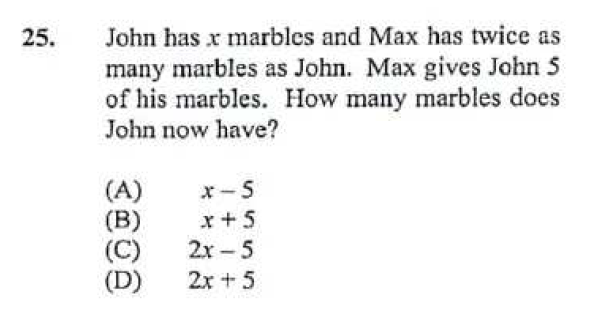 25. John has x marbles and Max has twice as
many marbles as John. Max gives John 5
of his marbles. How many marbles does
John now have?
(A) x – 5
(B) x + 5
(C) 2x – 5
(D) 2x + 5